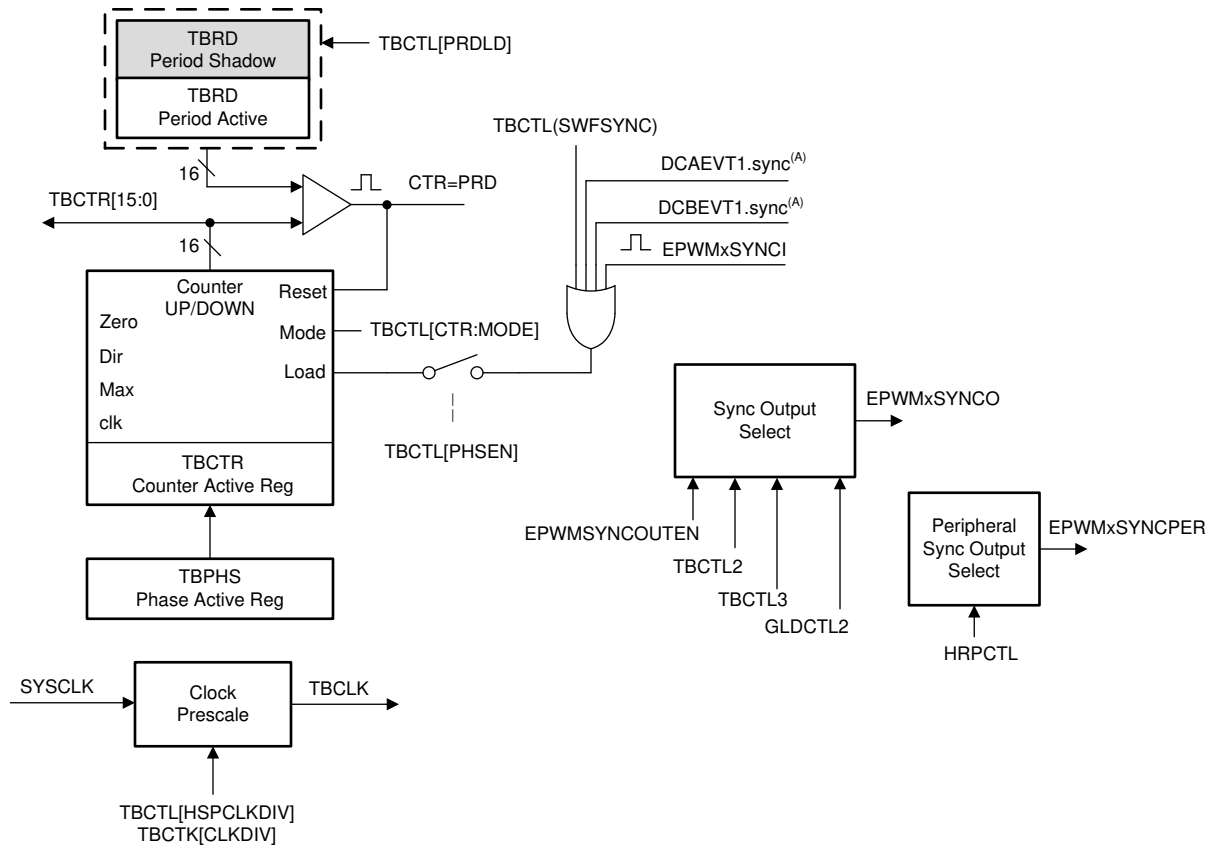 TBRD
Period Shadow
TBCTL[PRDLD]
TBRD
Period Active
TBCTL(SWFSYNC)
16
DCAEVT1.sync(A)
CTR=PRD
TBCTR[15:0]
DCBEVT1.sync(A)
16
EPWMxSYNCI
Counter
UP/DOWN
Reset
Zero
Mode
TBCTL[CTR:MODE]
Dir
Load
Max
clk
TBCTL[PHSEN]
TBCTR
Counter Active Reg
Sync Output
Select
EPWMxSYNCO
EPWMSYNCOUTEN
TBCTL2
TBCTL3
GLDCTL2
Peripheral
Sync Output
Select
EPWMxSYNCPER
HRPCTL
TBPHS
Phase Active Reg
SYSCLK
Clock
Prescale
TBCLK
TBCTL[HSPCLKDIV]
TBCTK[CLKDIV]